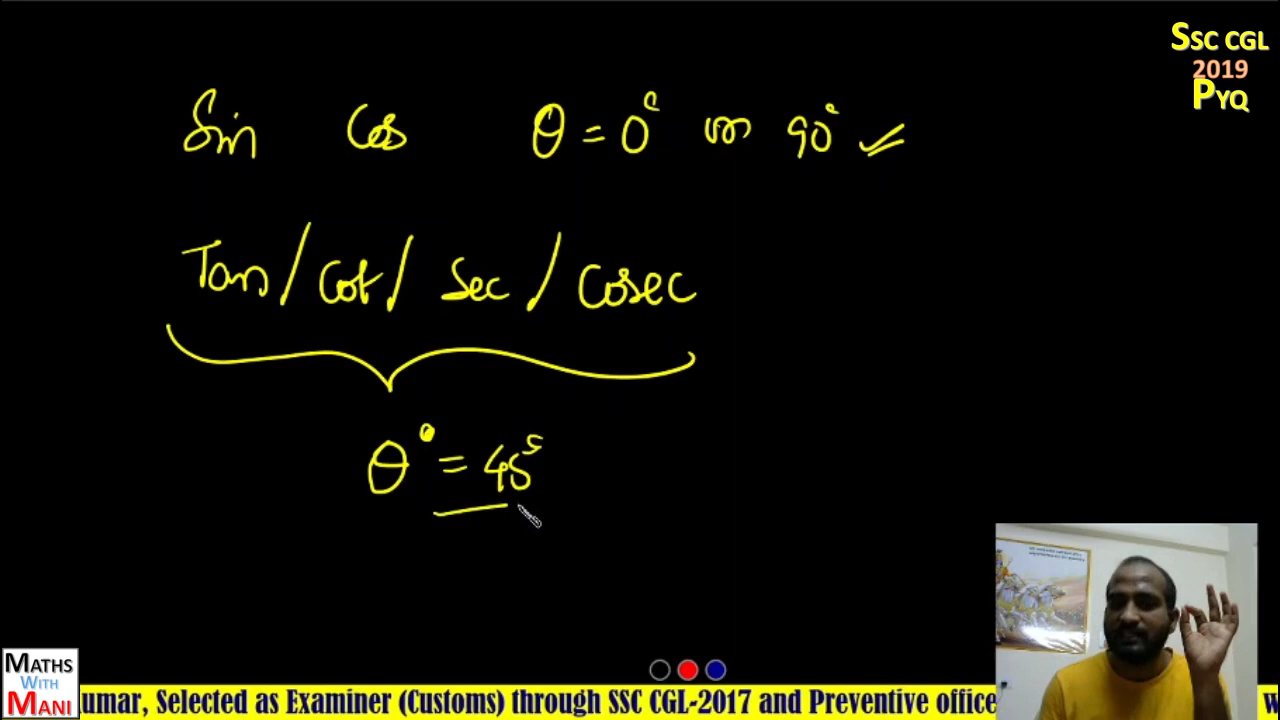 SSC CGL
2019
PYQ
Sin Cos θ = 0° or 90° ✓
Tan / Cot / Sec / Cosec
θ° = 45°
MATHS
WITH
MANI
umar, Selected as Examiner (Customs) through SSC CGL-2017 and Preventive office
w